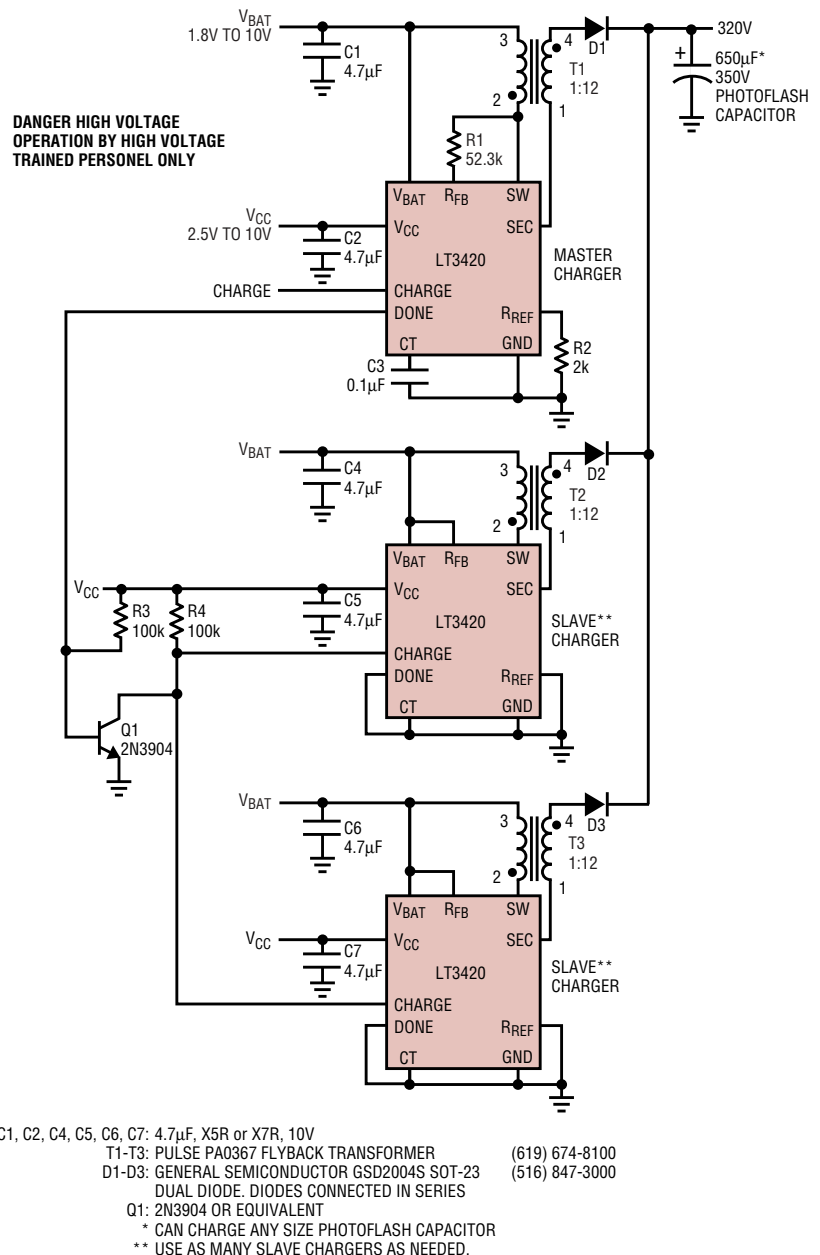 V_BAT
1.8V TO 10V
C1
4.7µF
3
2
4
1
T1
1:12
D1
320V
+
650µF*
350V
PHOTOFLASH
CAPACITOR
DANGER HIGH VOLTAGE
OPERATION BY HIGH VOLTAGE
TRAINED PERSONEL ONLY
R1
52.3k
V_BAT R_FB SW
V_CC
2.5V TO 10V
C2
4.7µF
V_CC SEC
LT3420
MASTER
CHARGER
CHARGE
CHARGE
DONE R_REF
CT GND
C3
0.1µF
R2
2k
V_BAT
C4
4.7µF
3
2
4
1
T2
1:12
D2
V_BAT R_FB SW
V_CC
R3
100k
R4
100k
C5
4.7µF
V_CC SEC
LT3420
SLAVE**
CHARGER
CHARGE
DONE R_REF
CT GND
Q1
2N3904
V_BAT
C6
4.7µF
3
2
4
1
T3
1:12
D3
V_BAT R_FB SW
V_CC
C7
4.7µF
V_CC SEC
LT3420
SLAVE**
CHARGER
CHARGE
DONE R_REF
CT GND
C1, C2, C4, C5, C6, C7: 4.7µF, X5R or X7R, 10V
T1-T3: PULSE PA0367 FLYBACK TRANSFORMER (619) 674-8100
D1-D3: GENERAL SEMICONDUCTOR GSD2004S SOT-23 (516) 847-3000
DUAL DIODE. DIODES CONNECTED IN SERIES
Q1: 2N3904 OR EQUIVALENT
* CAN CHARGE ANY SIZE PHOTOFLASH CAPACITOR
** USE AS MANY SLAVE CHARGERS AS NEEDED.